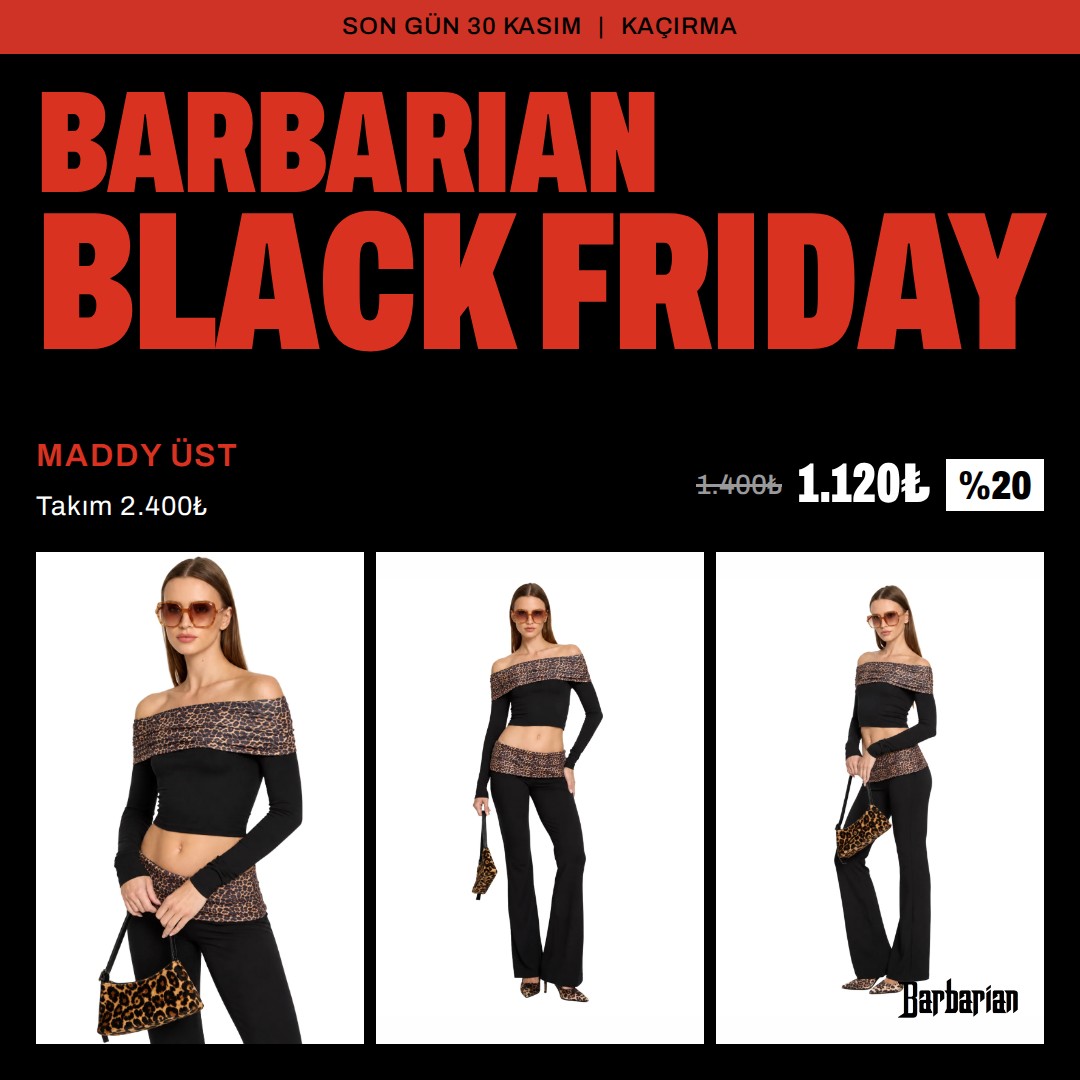 SON GÜN 30 KASIM | KAÇIRMA
BARBARIAN
BLACK FRIDAY
MADDY ÜST
Takım 2.400₺
1.400₺ 1.120₺ %20
Barbarian